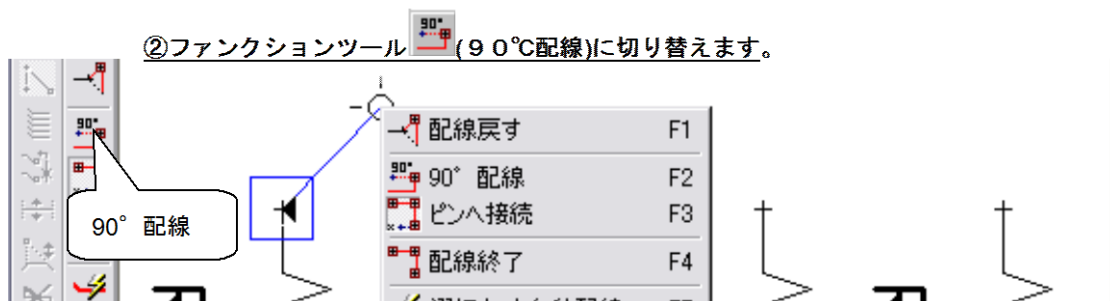 ②ファンクションツール 90° (９０℃配線)に切り替えます。
90°
90° 配線
配線戻す F1
90° 配線 F2
ピンへ接続 F3
配線終了 F4